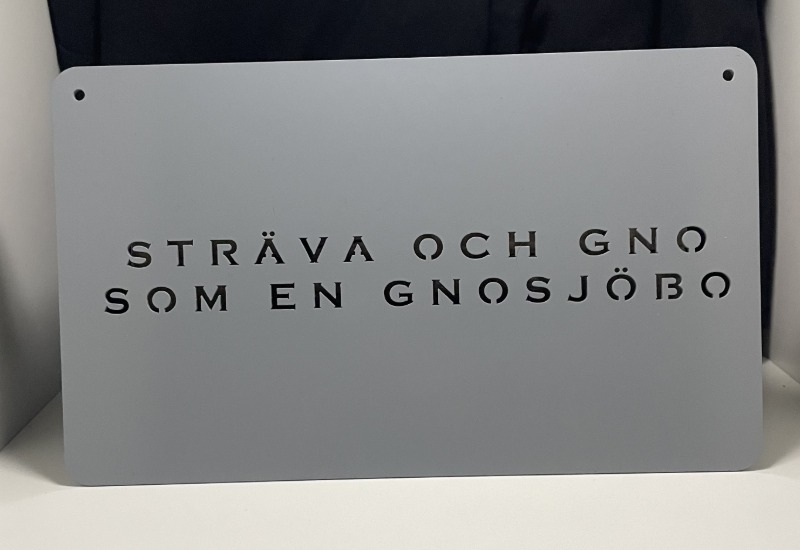 STRÄVA OCH GNO
SOM EN GNOSJÖBO